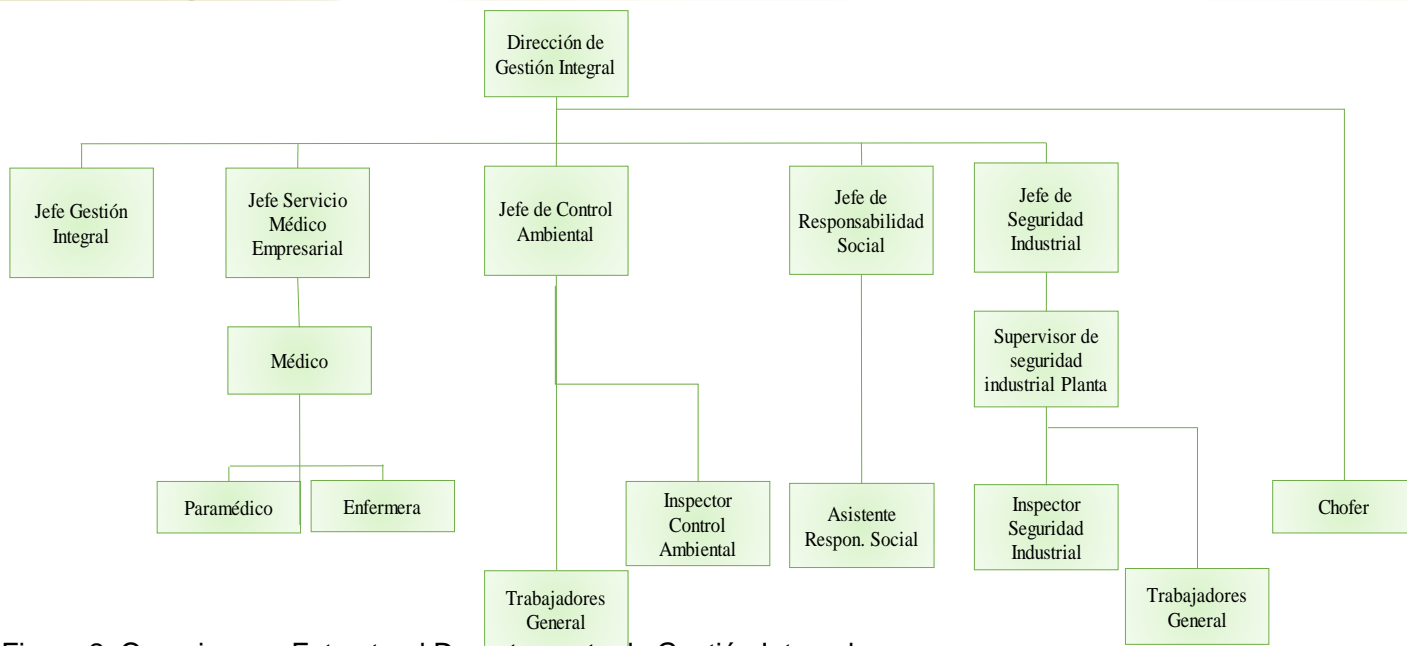 Dirección de
Gestión Integral
Jefe Gestión
Integral
Jefe Servicio
Médico
Empresarial
Jefe de Control
Ambiental
Jefe de
Responsabilidad
Social
Jefe de
Seguridad
Industrial
Médico
Supervisor de
seguridad
industrial Planta
Paramédico
Enfermera
Inspector
Control
Ambiental
Asistente
Respon. Social
Inspector
Seguridad
Industrial
Chofer
Trabajadores
General
Trabajadores
General